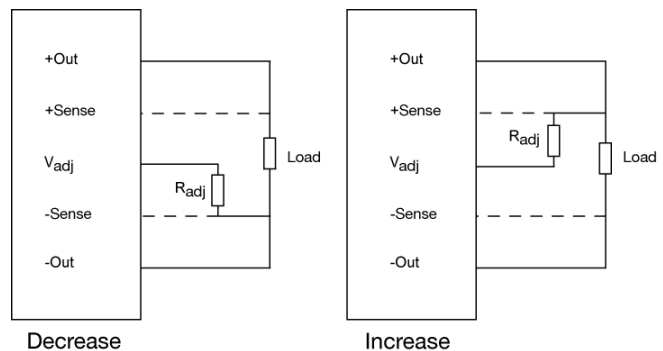 +Out
+Sense
Vadj
Radj
-Sense
-Out
Load
Decrease
+Out
+Sense
Radj
Vadj
-Sense
-Out
Load
Increase